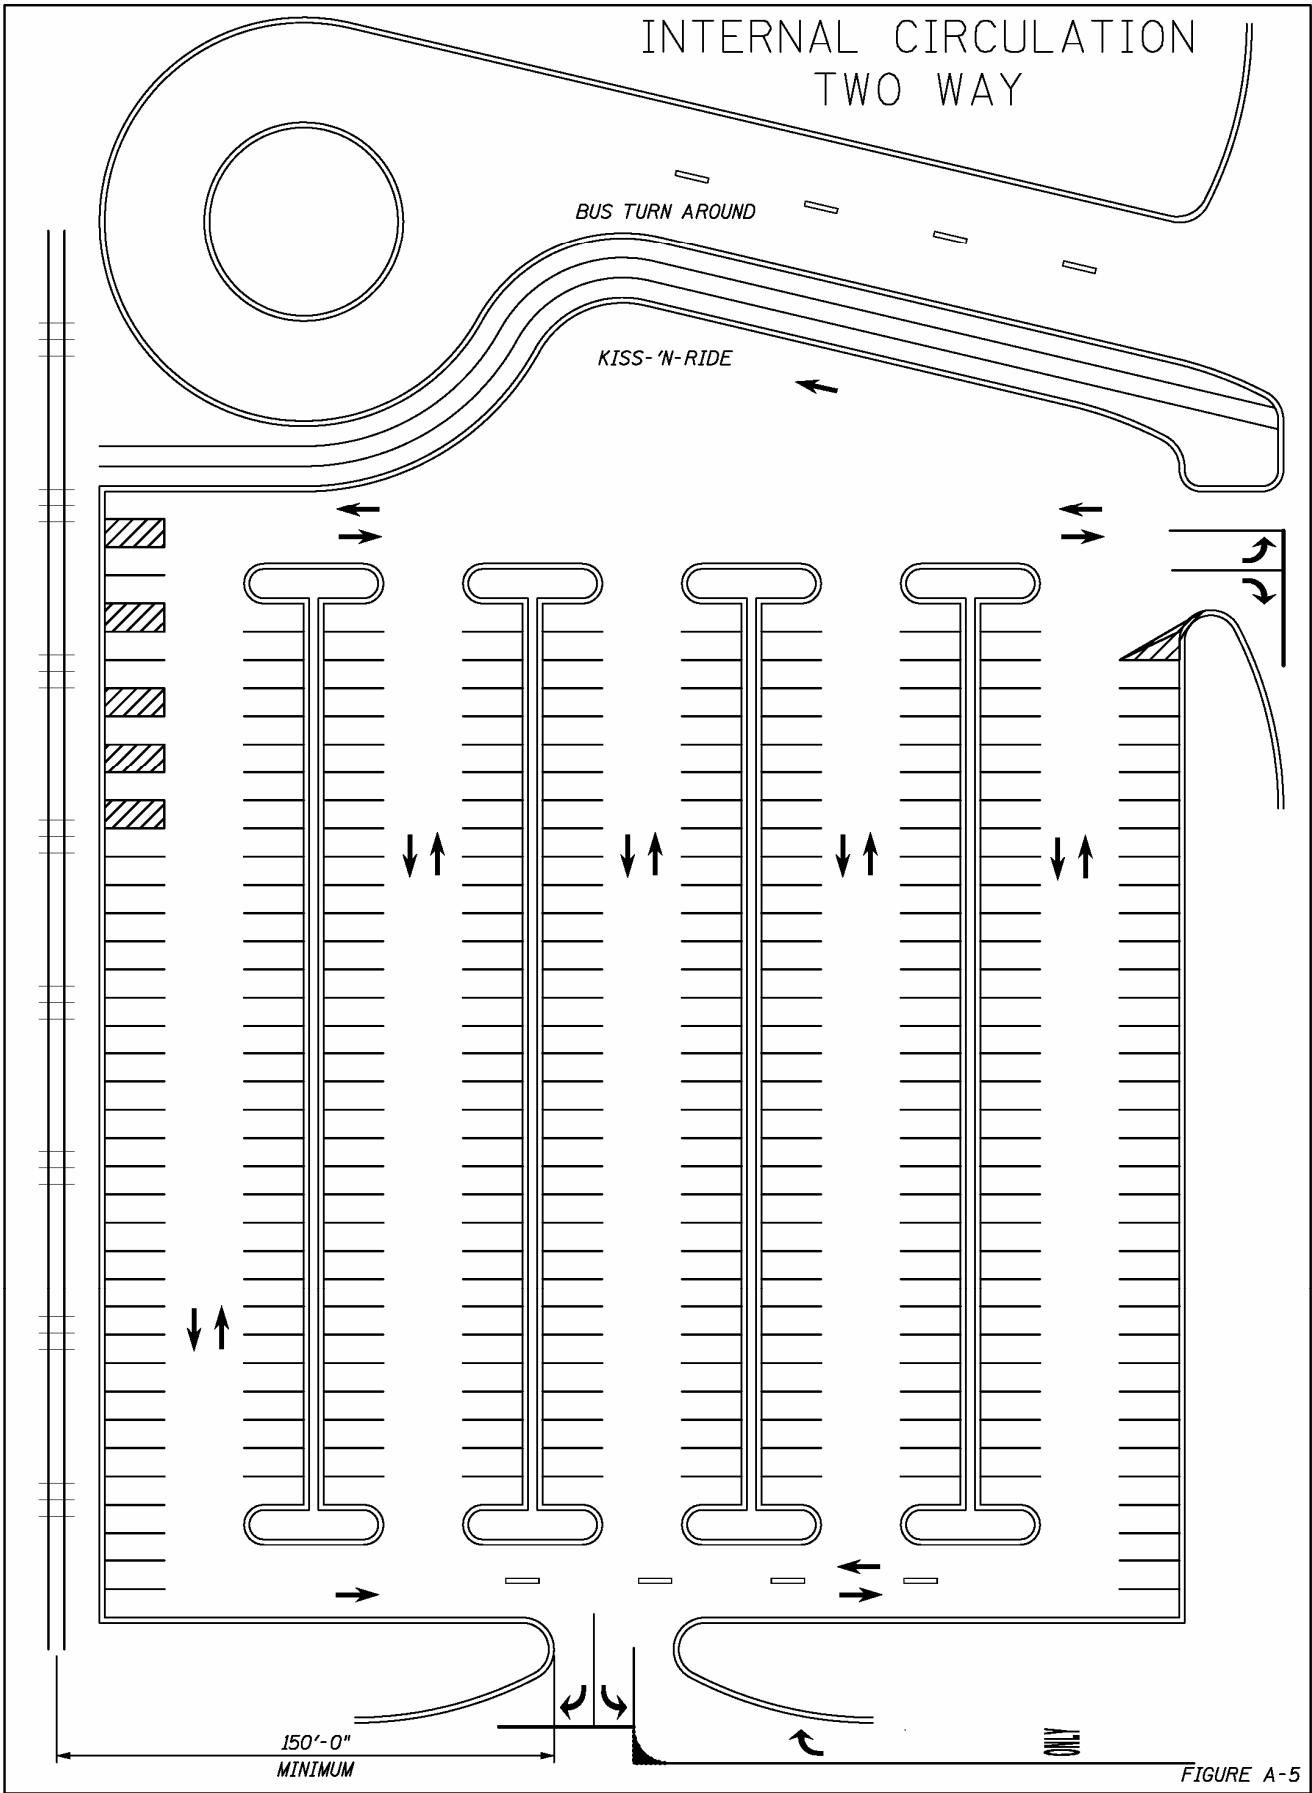 INTERNAL CIRCULATION
TWO WAY
BUS TURN AROUND
KISS-'N-RIDE
150'-0"
MINIMUM
ONLY
FIGURE A-5